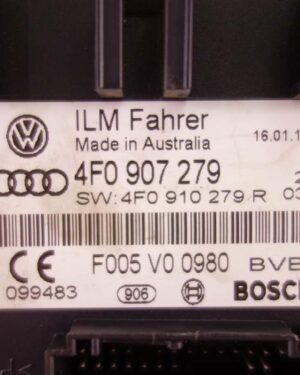 ILM Fahrer
Made in Australia 16.01.1
4F0 907 279
SW: 4F0 910 279 R 03
F005 V0 0980 BVE
099483 906 BOSCH